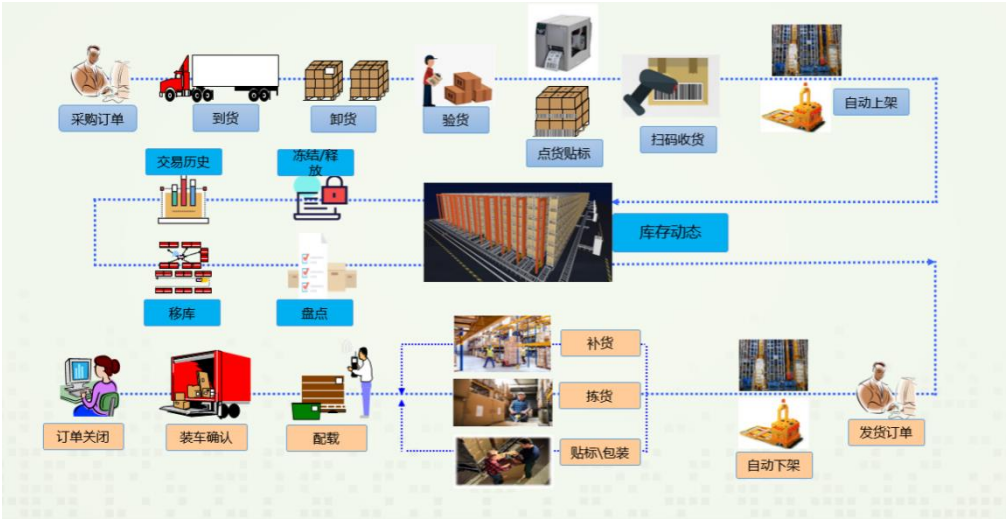 采购订单
到货
卸货
验货
点货贴标
扫码收货
自动上架
交易历史
冻结/释
放
库存动态
移库
盘点
补货
拣货
贴标\包装
订单关闭
装车确认
配载
自动下架
发货订单